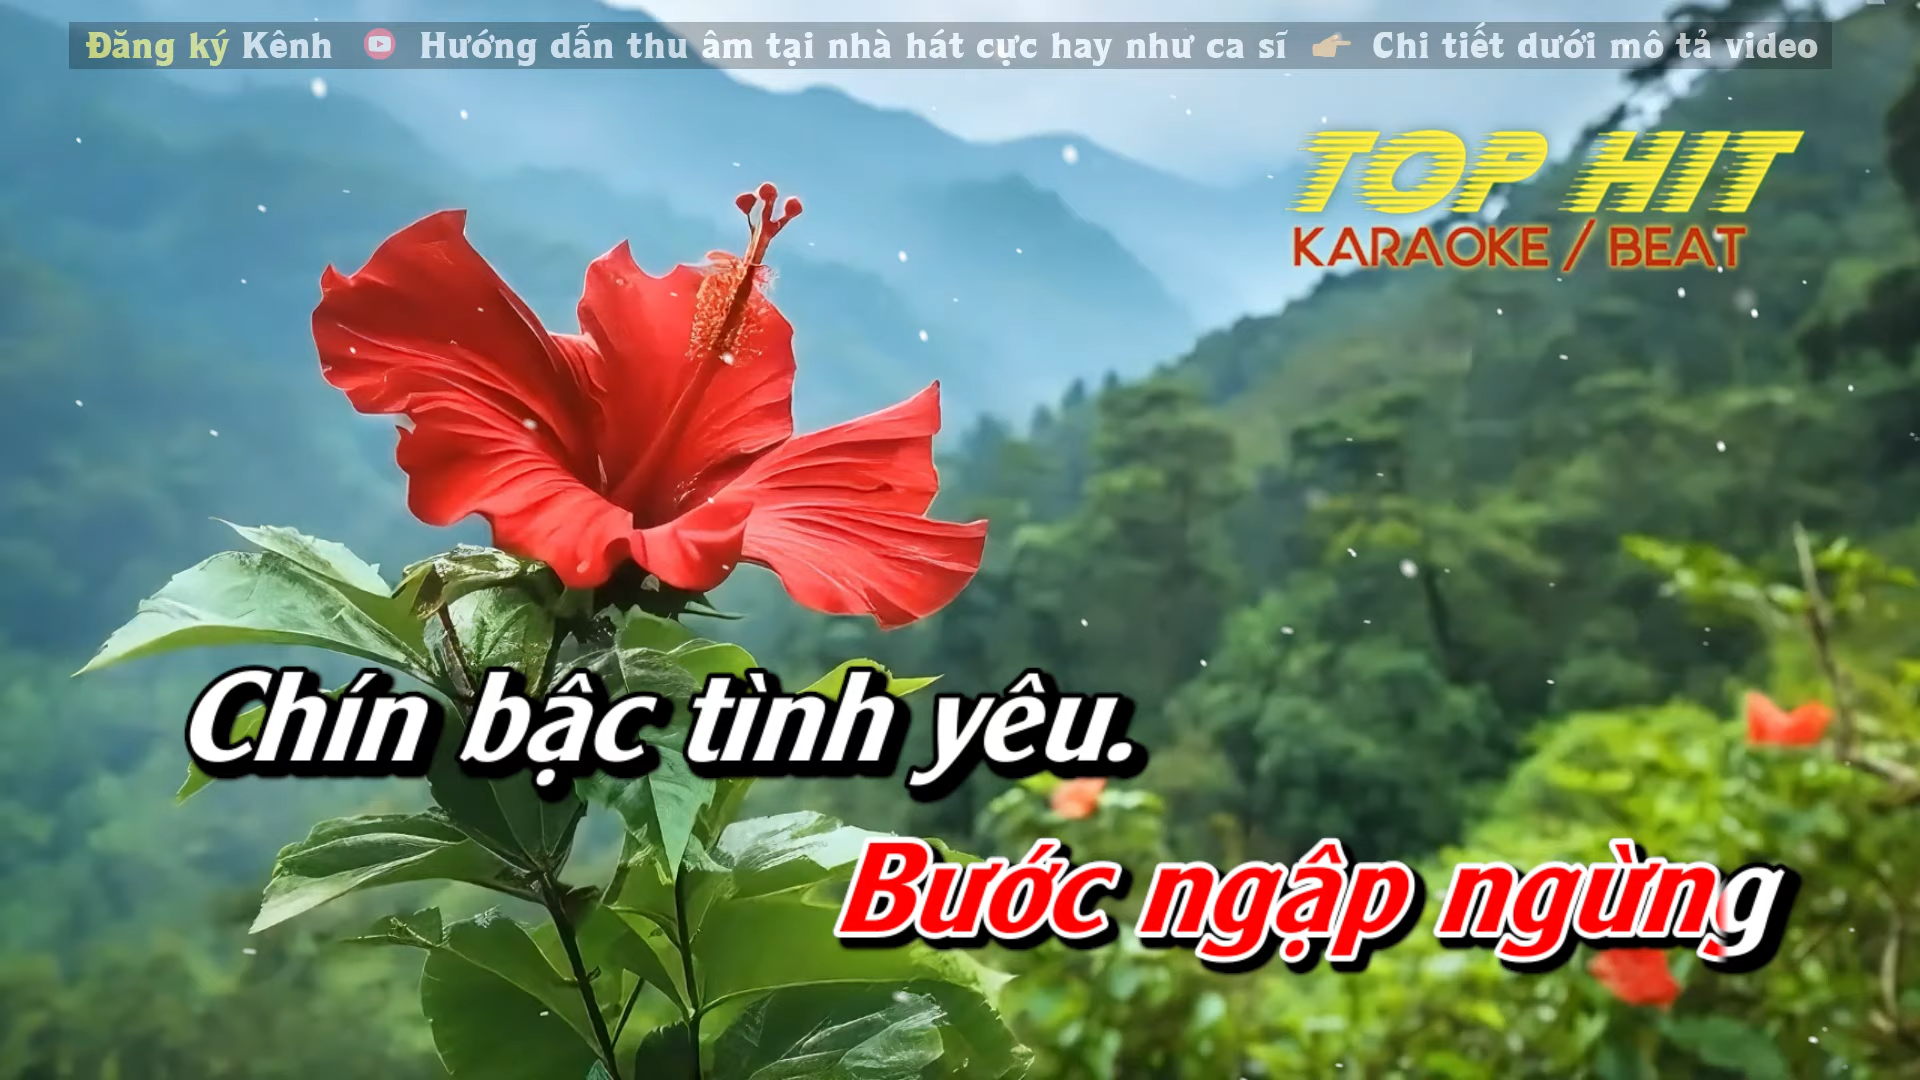 Đăng ký Kênh Hướng dẫn thu âm tại nhà hát cực hay như ca sĩ 👉 Chi tiết dưới mô tả video
TOP HIT
KARAOKE / BEAT
Chín bậc tình yêu.
Bước ngập ngừng